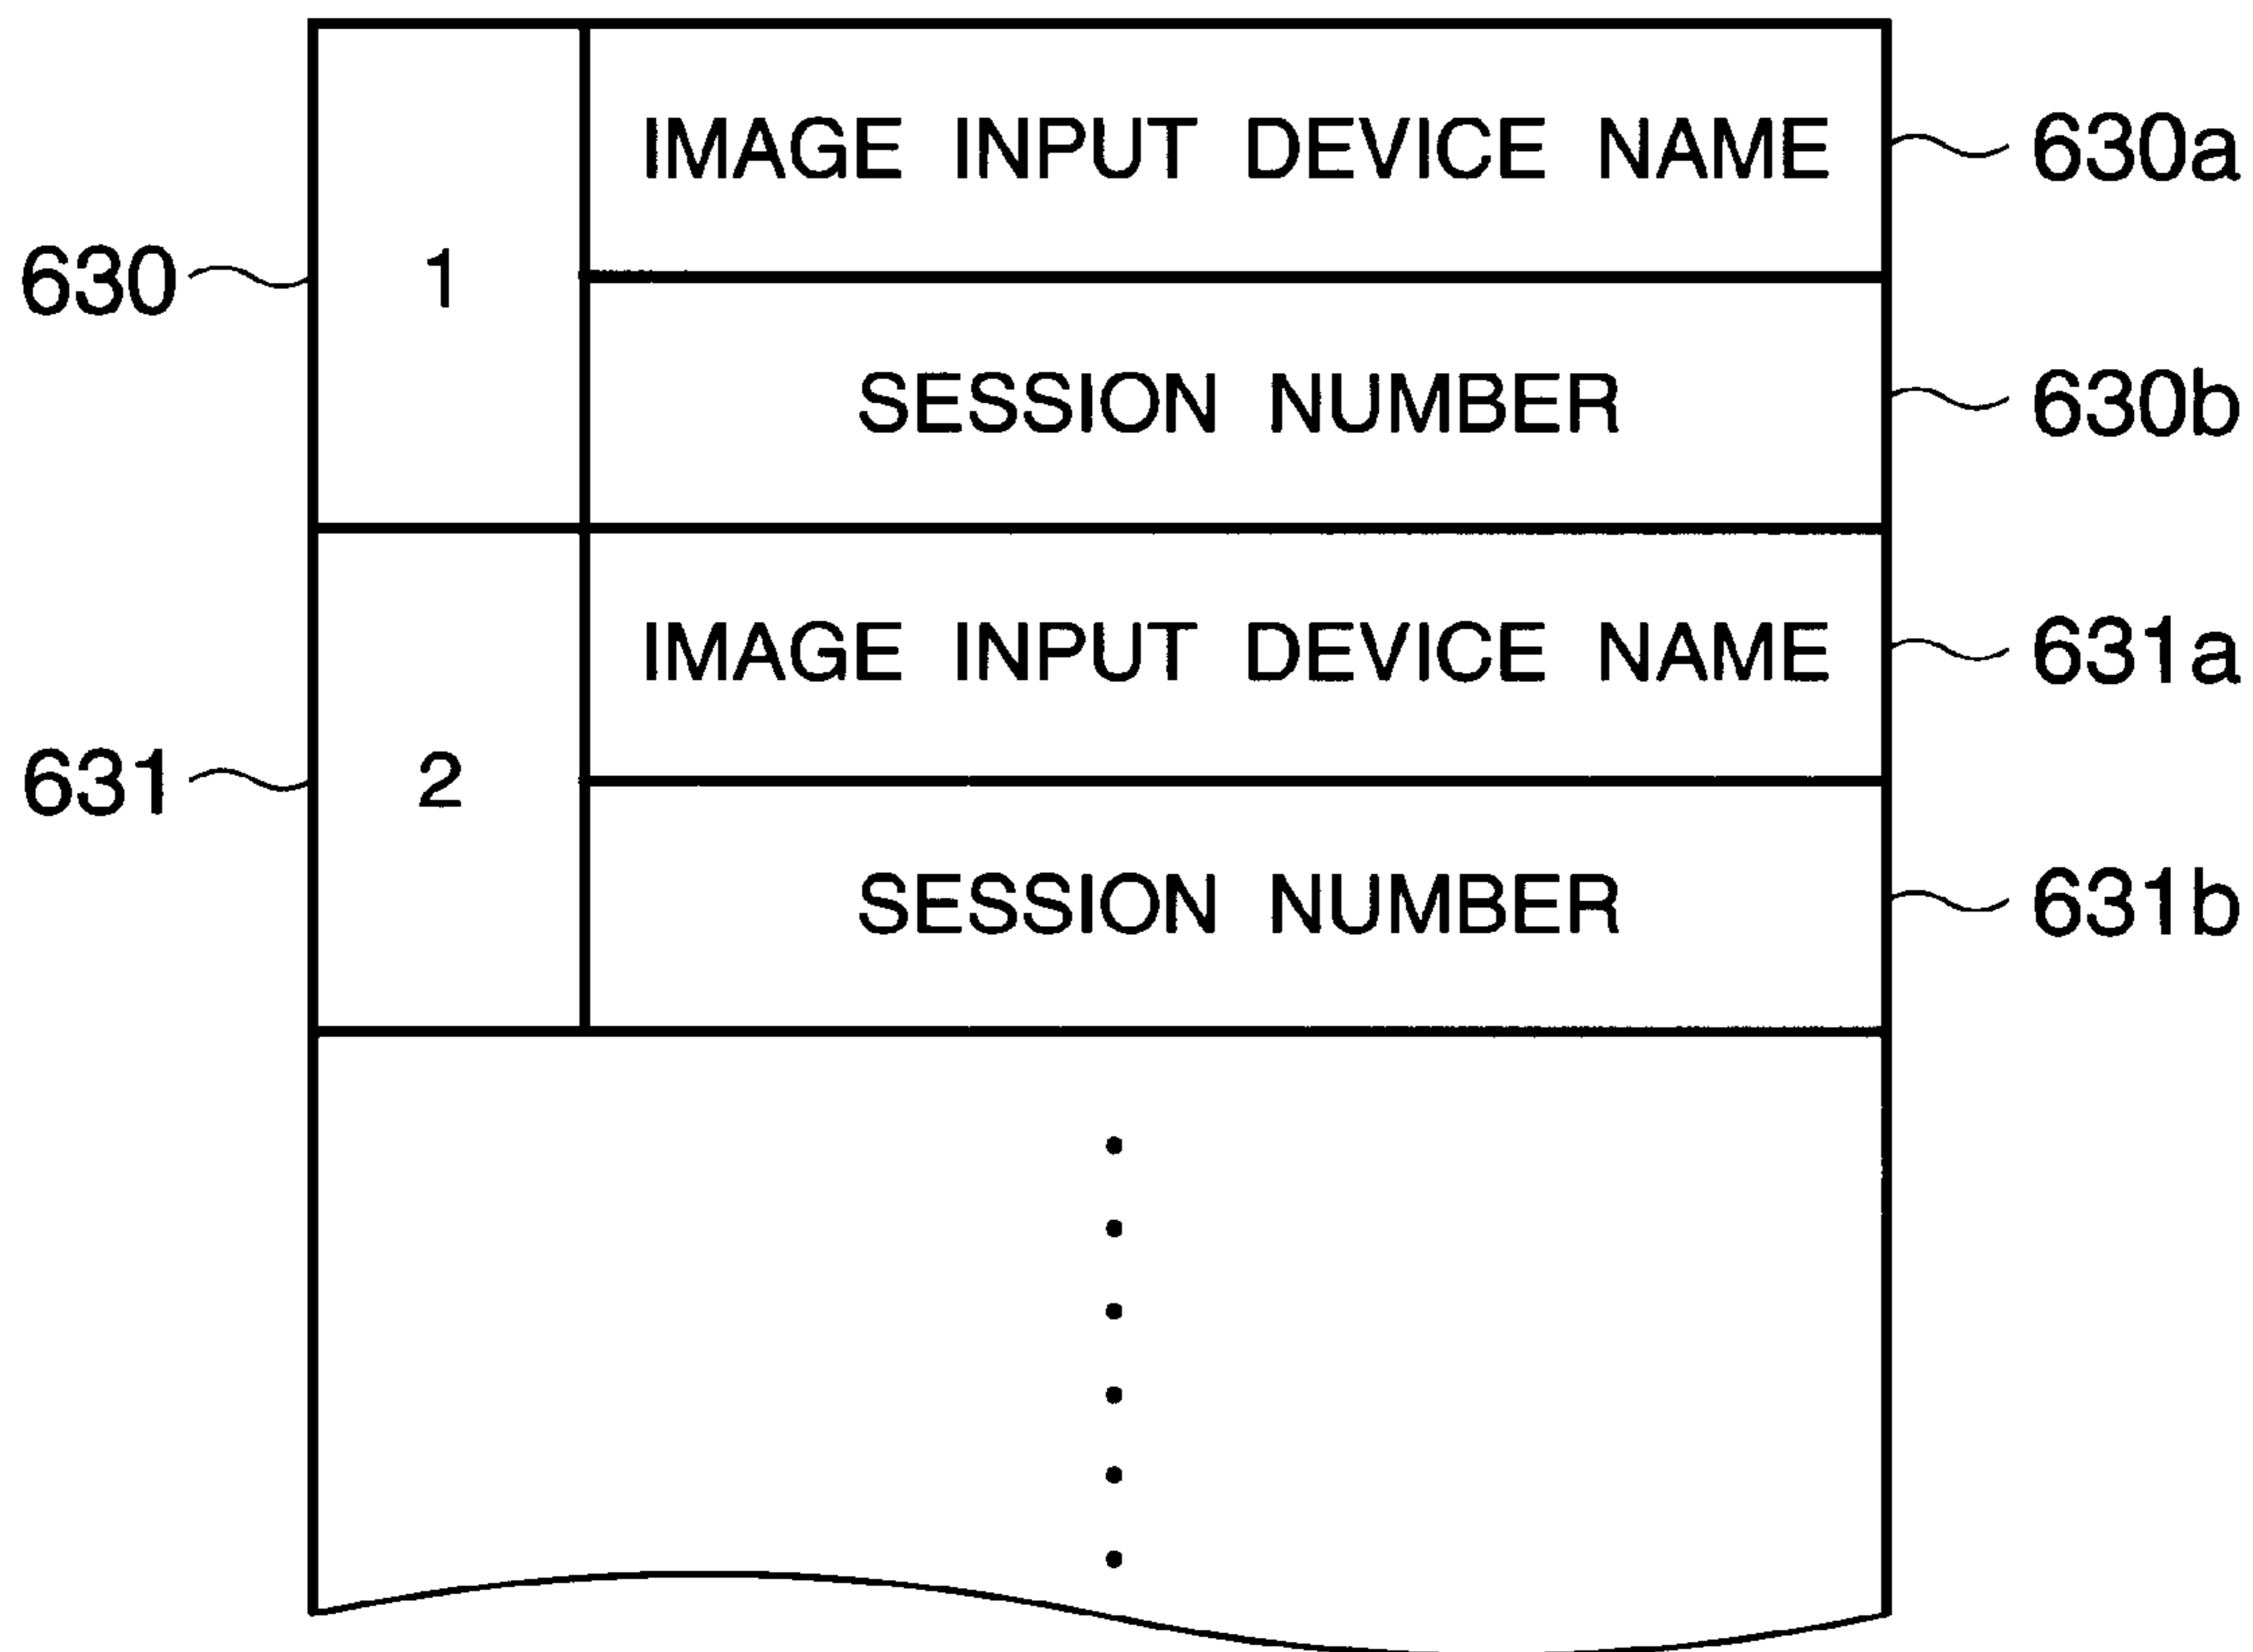 IMAGE INPUT DEVICE NAME 630a
630 1
SESSION NUMBER 630b
IMAGE INPUT DEVICE NAME 631a
631 2
SESSION NUMBER 631b